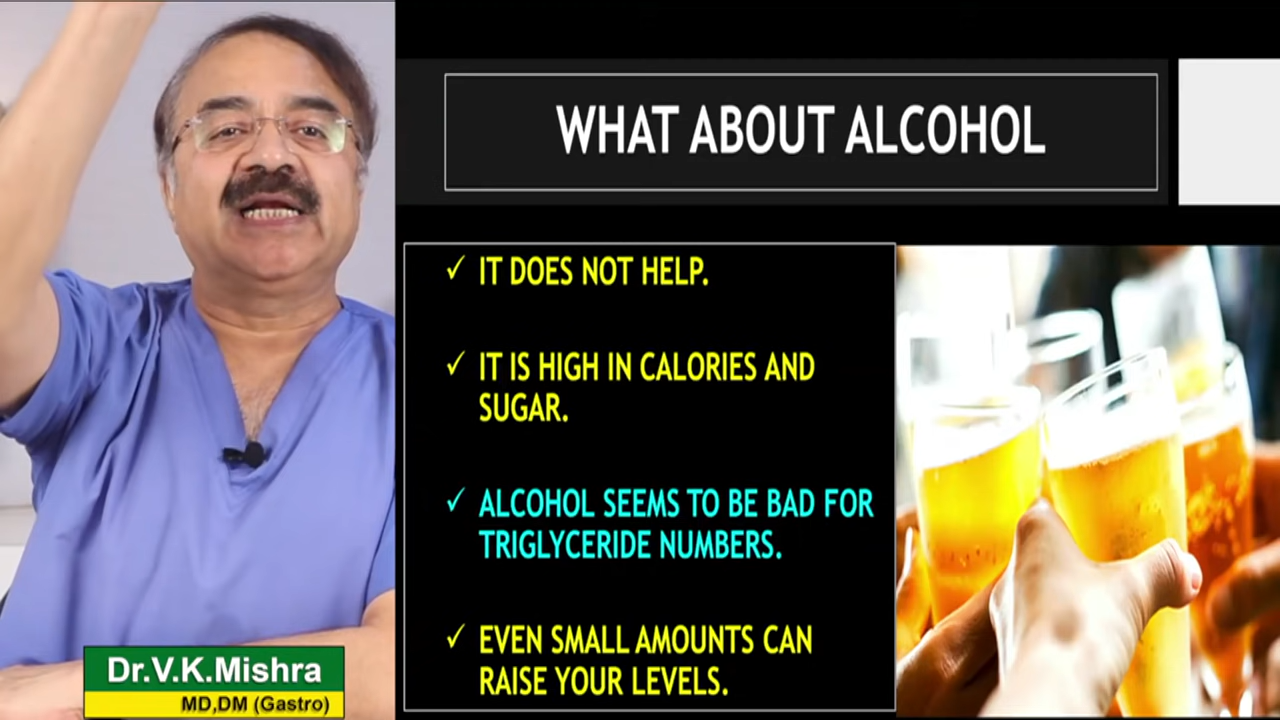 WHAT ABOUT ALCOHOL
✓ IT DOES NOT HELP.
✓ IT IS HIGH IN CALORIES AND
SUGAR.
✓ ALCOHOL SEEMS TO BE BAD FOR
TRIGLYCERIDE NUMBERS.
✓ EVEN SMALL AMOUNTS CAN
RAISE YOUR LEVELS.
Dr.V.K.Mishra
MD,DM (Gastro)